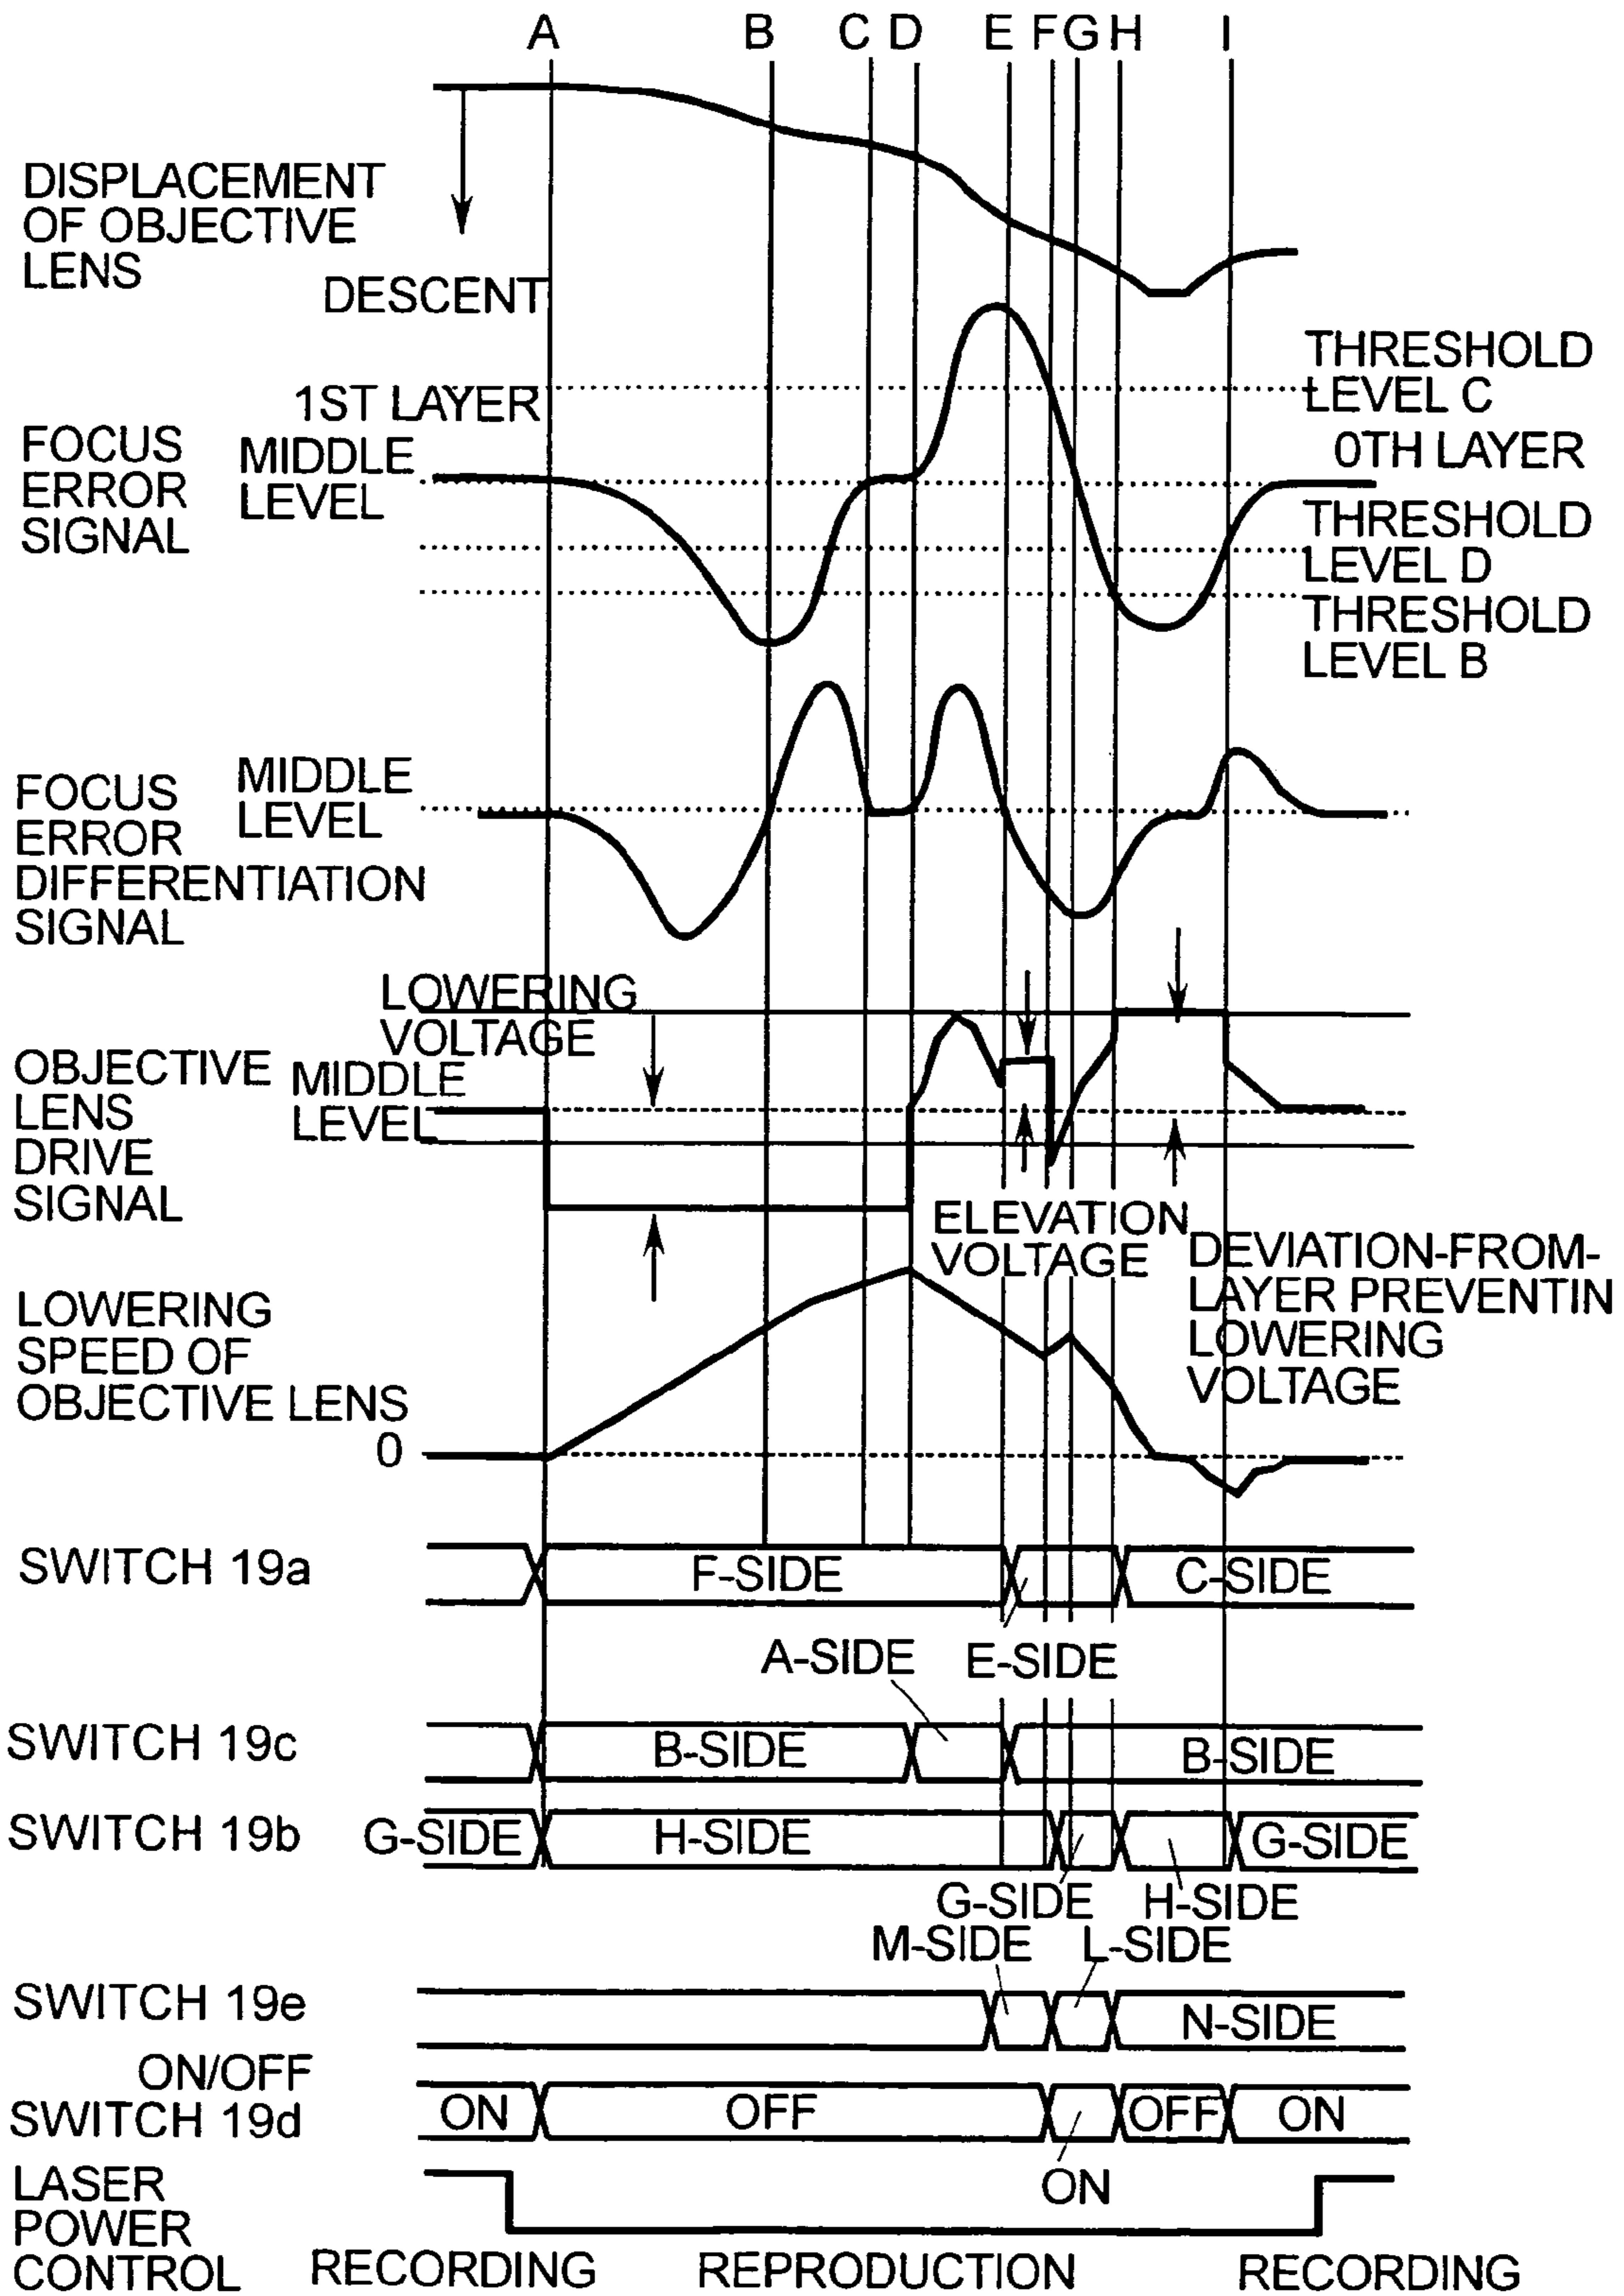 A B C D E F G H I
DISPLACEMENT
OF OBJECTIVE
LENS
DESCENT
THRESHOLD
LEVEL C
1ST LAYER
0TH LAYER
FOCUS
ERROR
SIGNAL
MIDDLE
LEVEL
THRESHOLD
LEVEL D
THRESHOLD
LEVEL B
FOCUS
ERROR
DIFFERENTIATION
SIGNAL
MIDDLE
LEVEL
LOWERING
VOLTAGE
OBJECTIVE
LENS
DRIVE
SIGNAL
MIDDLE
LEVEL
ELEVATION
VOLTAGE
DEVIATION-FROM-
LAYER PREVENTIN
LOWERING
VOLTAGE
LOWERING
SPEED OF
OBJECTIVE LENS
0
SWITCH 19a
F-SIDE
C-SIDE
A-SIDE
E-SIDE
SWITCH 19c
B-SIDE
B-SIDE
SWITCH 19b
G-SIDE
H-SIDE
G-SIDE
G-SIDE
H-SIDE
M-SIDE
L-SIDE
SWITCH 19e
N-SIDE
ON/OFF
SWITCH 19d
ON
OFF
OFF
ON
ON
LASER
POWER
CONTROL
RECORDING
REPRODUCTION
RECORDING